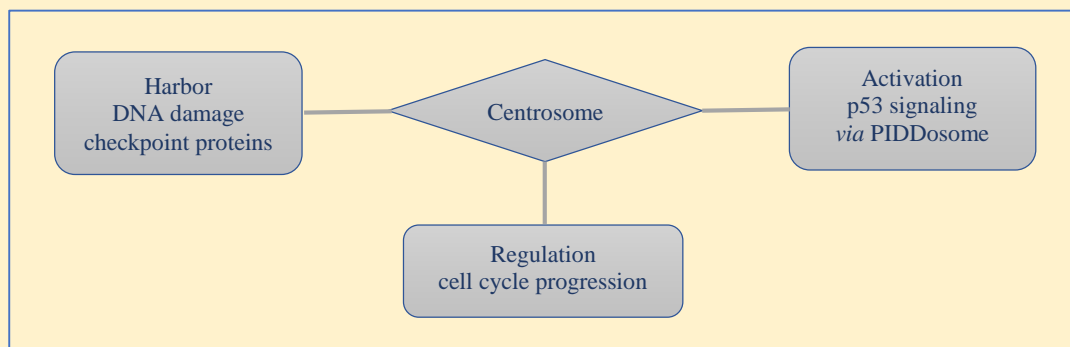 Harbor
DNA damage
checkpoint proteins
Centrosome
Activation
p53 signaling
via PIDDosome
Regulation
cell cycle progression